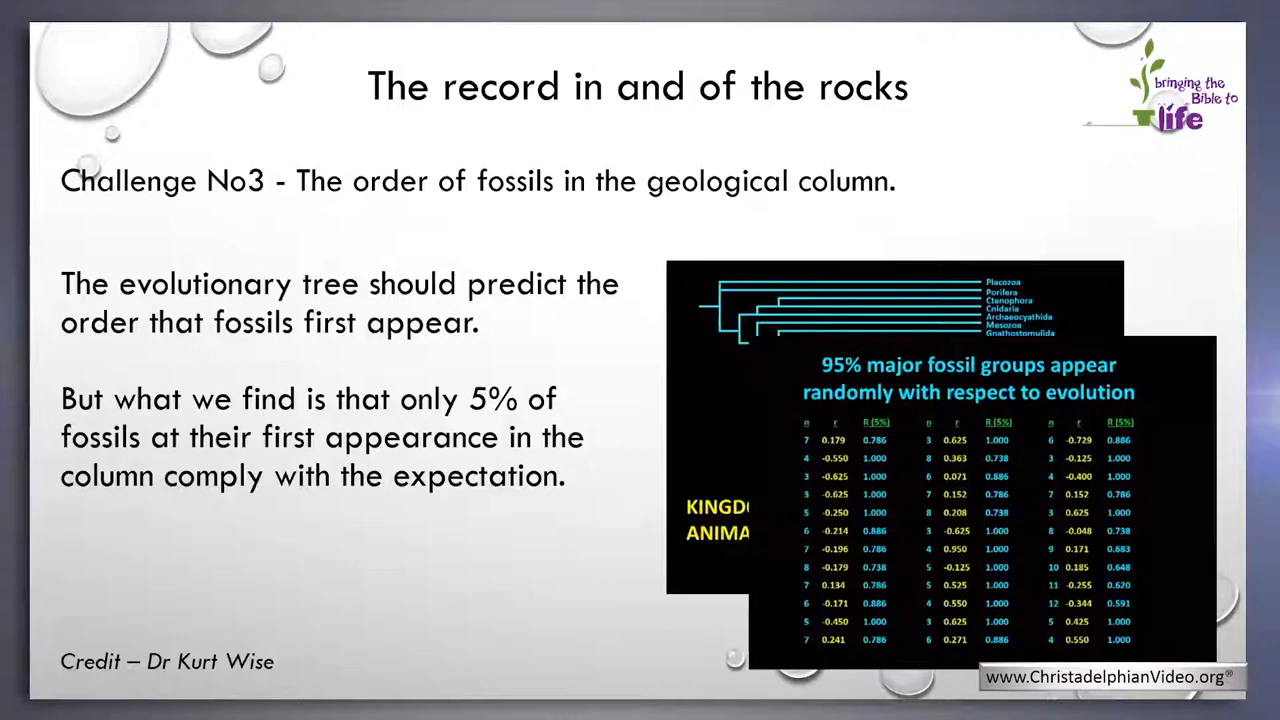 The record in and of the rocks
bringing the
Bible to
life
Challenge No3 - The order of fossils in the geological column.
The evolutionary tree should predict the
order that fossils first appear.
But what we find is that only 5% of
fossils at their first appearance in the
column comply with the expectation.
Placozoa
Porifera
Ctenophora
Cnidaria
Archaeocyathida
Mesozoa
Gnathostomulida
KINGD
ANIMA
95% major fossil groups appear
randomly with respect to evolution
n r R (5%) n r R (5%) n r R (5%)
7 0.179 0.786 3 0.625 1.000 6 -0.729 0.886
4 -0.550 1.000 8 0.363 0.738 3 -0.125 1.000
3 -0.625 1.000 6 0.071 0.886 4 -0.400 1.000
3 -0.625 1.000 7 0.152 0.786 7 0.152 0.786
5 -0.250 1.000 8 0.208 0.738 3 0.625 1.000
6 -0.214 0.886 3 -0.625 1.000 8 -0.048 0.738
7 -0.196 0.786 4 0.950 1.000 9 0.171 0.683
8 -0.179 0.738 5 -0.125 1.000 10 0.185 0.648
7 0.134 0.786 5 0.525 1.000 11 -0.255 0.620
6 -0.171 0.886 4 0.550 1.000 12 -0.344 0.591
5 -0.450 1.000 3 0.625 1.000 5 0.425 1.000
7 0.241 0.786 6 0.271 0.886 4 0.550 1.000
Credit – Dr Kurt Wise
www.ChristadelphianVideo.org®